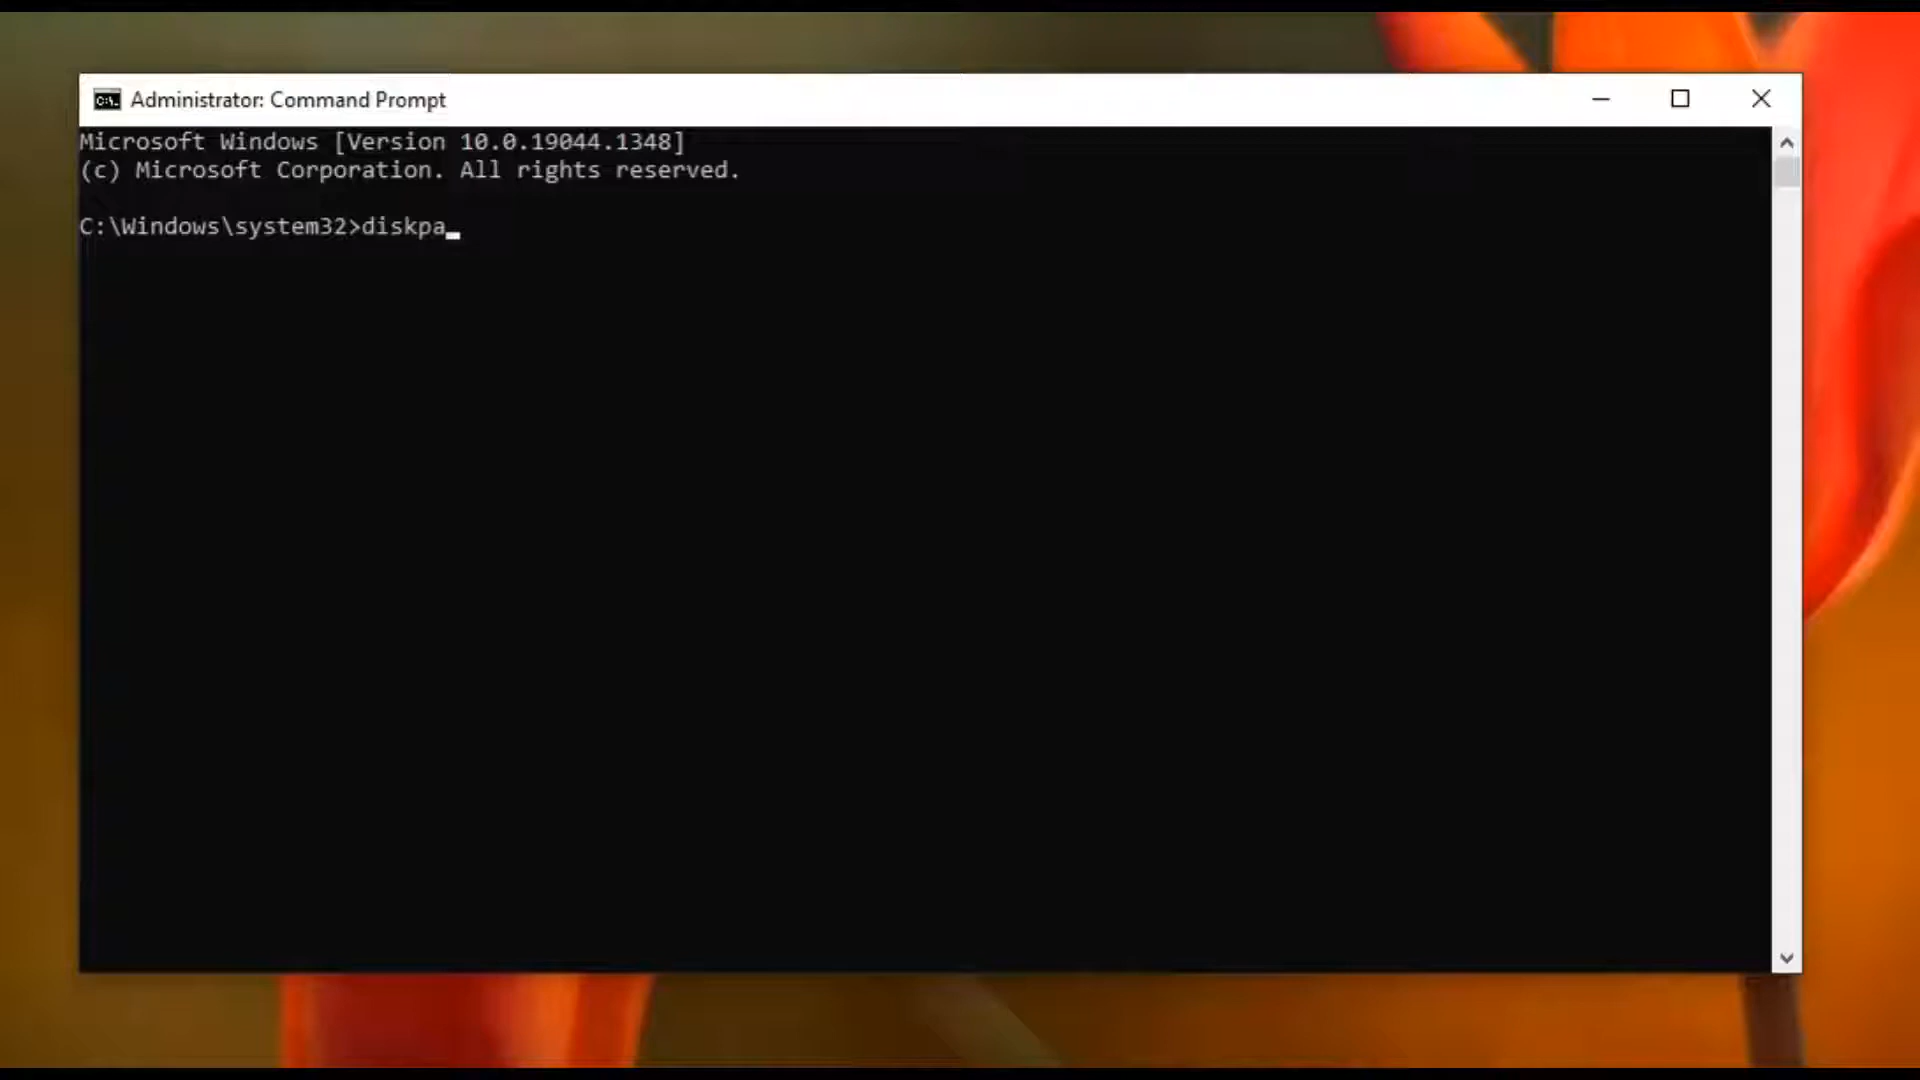 Administrator: Command Prompt
Microsoft Windows [Version 10.0.19044.1348]
(c) Microsoft Corporation. All rights reserved.
C:\Windows\system32>diskpa